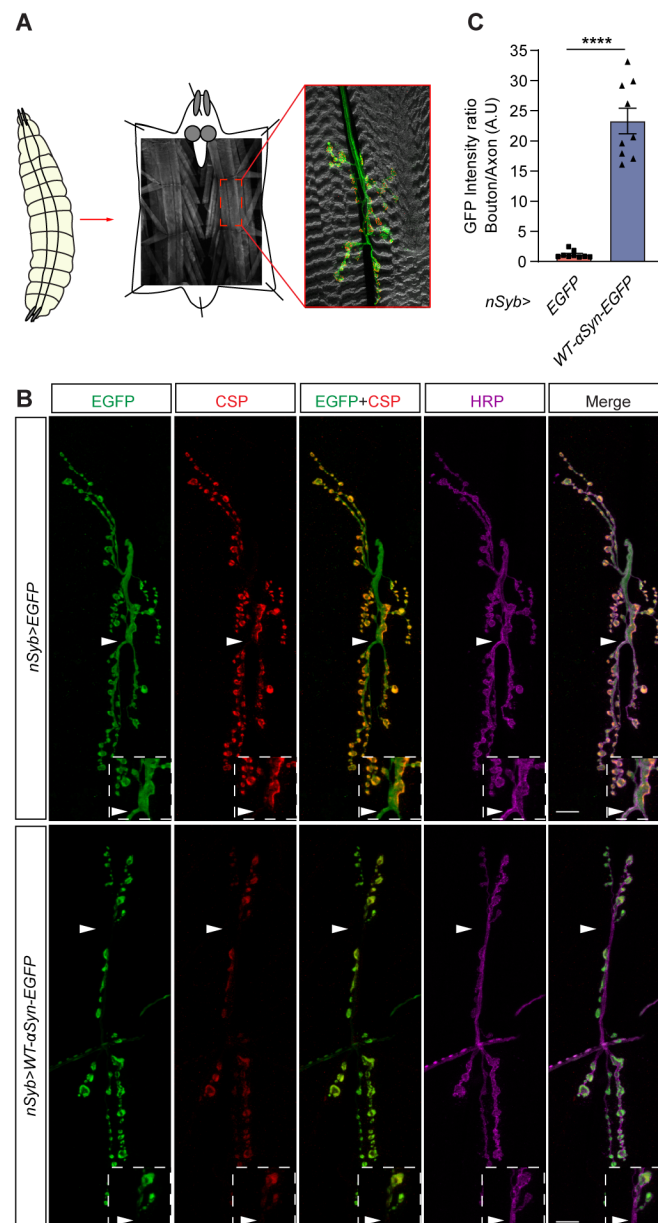 A
C
GFP Intensity ratio
Bouton/Axon (A.U)
35
30
25
20
15
10
5
0
****
nSyb>
EGFP
WT-αSyn-EGFP
B
EGFP
CSP
EGFP+CSP
HRP
Merge
nSyb>EGFP
nSyb>WT-αSyn-EGFP